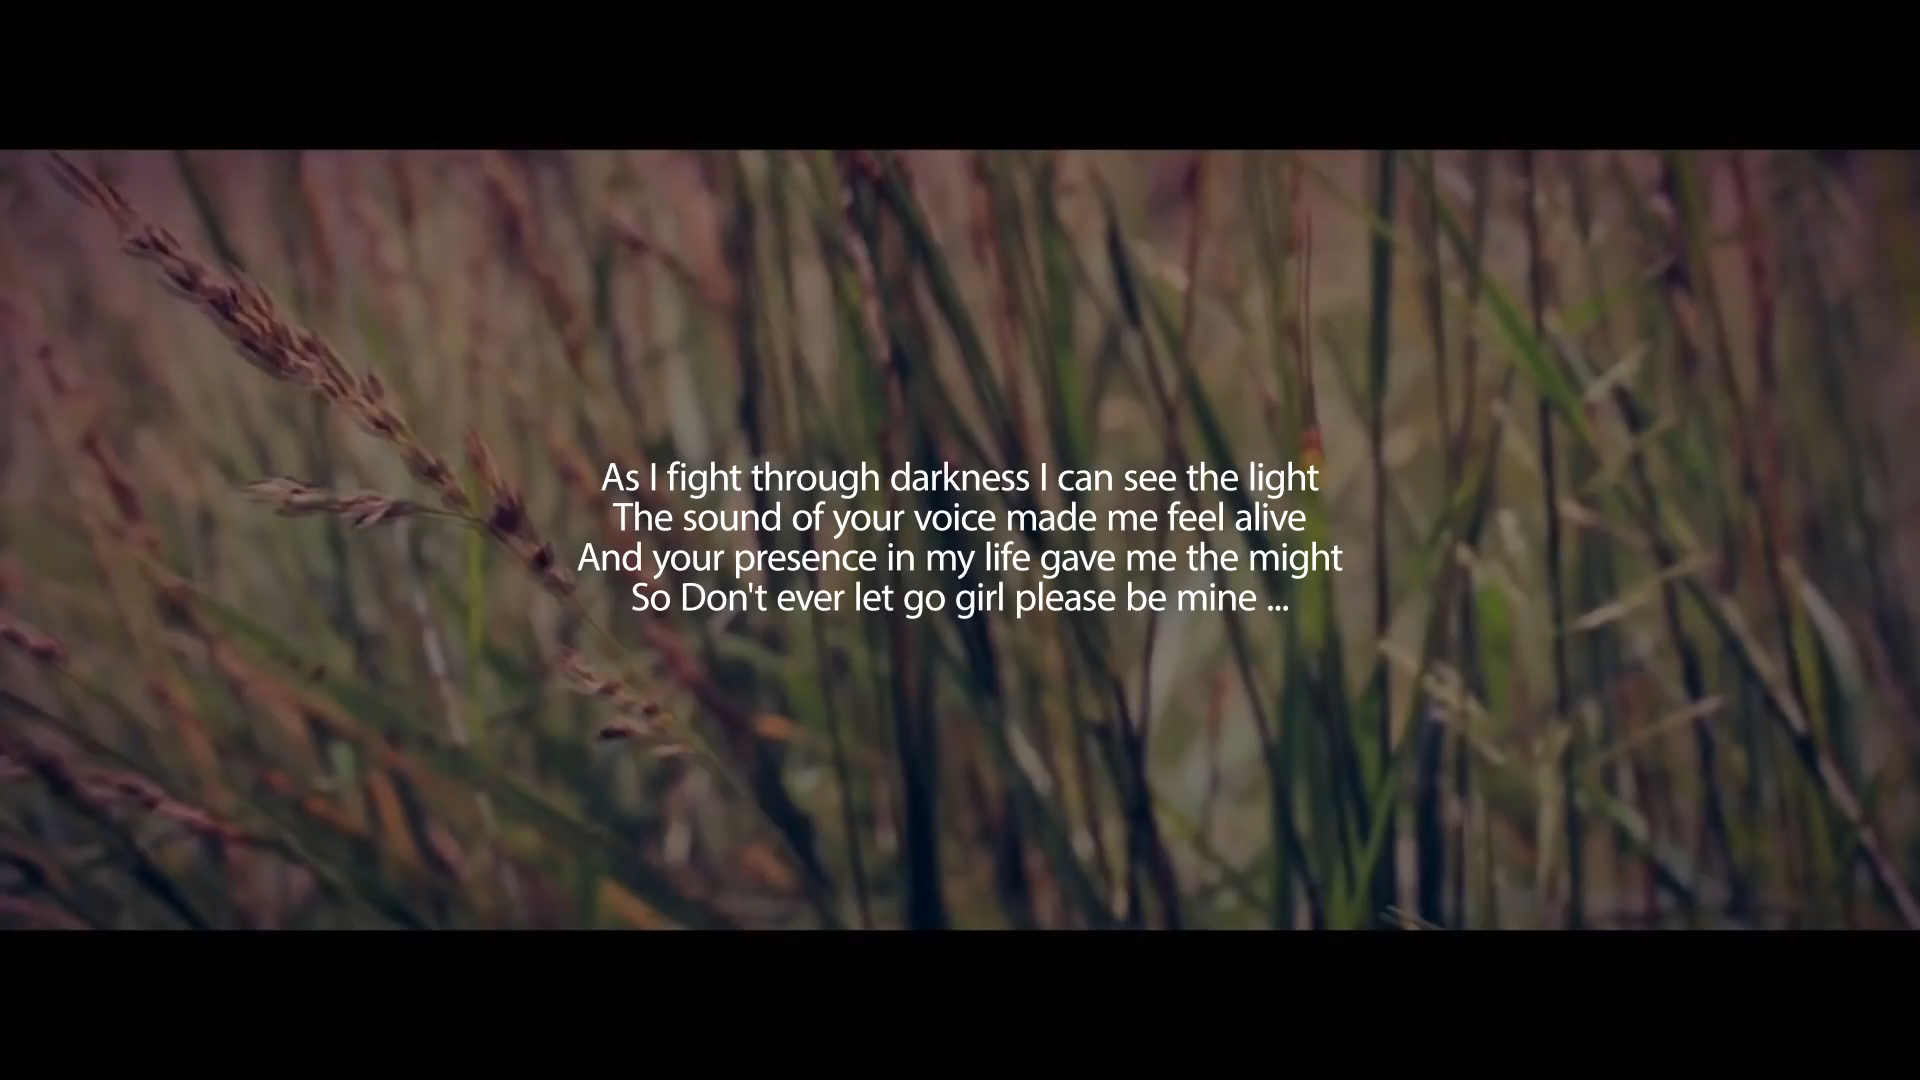 As I fight through darkness I can see the light
The sound of your voice made me feel alive
And your presence in my life gave me the might
So Don't ever let go girl please be mine ...